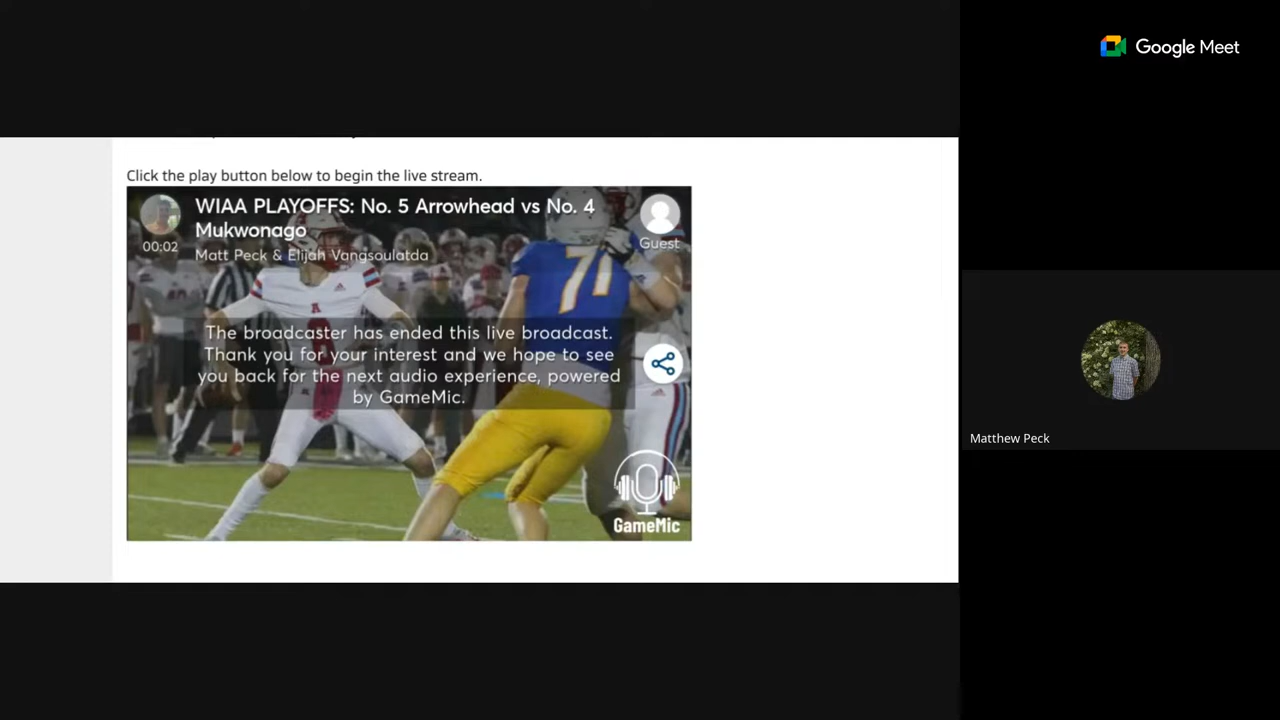 Google Meet
Click the play button below to begin the live stream.
WIAA PLAYOFFS: No. 5 Arrowhead vs No. 4
Mukwonago
Matt Peck & Elijah Vangsoulatda
00:02
Guest
71
A
The broadcaster has ended this live broadcast.
Thank you for your interest and we hope to see
you back for the next audio experience, powered
by GameMic.
GameMic
Matthew Peck